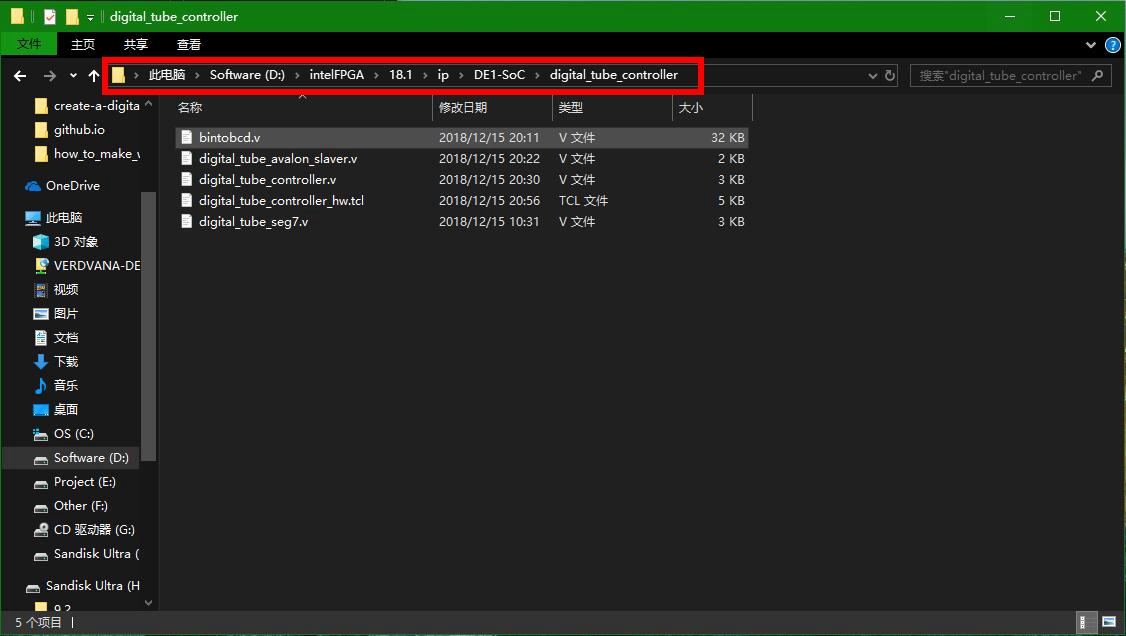 digital_tube_controller
文件 主页 共享 查看
此电脑 › Software (D:) › intelFPGA › 18.1 › ip › DE1-SoC › digital_tube_controller
搜索"digital_tube_controller"
名称 修改日期 类型 大小
bintobcd.v 2018/12/15 20:11 V 文件 32 KB
digital_tube_avalon_slaver.v 2018/12/15 20:22 V 文件 2 KB
digital_tube_controller.v 2018/12/15 20:30 V 文件 3 KB
digital_tube_controller_hw.tcl 2018/12/15 20:56 TCL 文件 5 KB
digital_tube_seg7.v 2018/12/15 10:31 V 文件 3 KB
create-a-digita
github.io
how_to_make_
OneDrive
此电脑
3D 对象
VERDVANA-DE
视频
图片
文档
下载
音乐
桌面
OS (C:)
Software (D:)
Project (E:)
Other (F:)
CD 驱动器 (G:)
Sandisk Ultra (
Sandisk Ultra (H
9.2
5 个项目